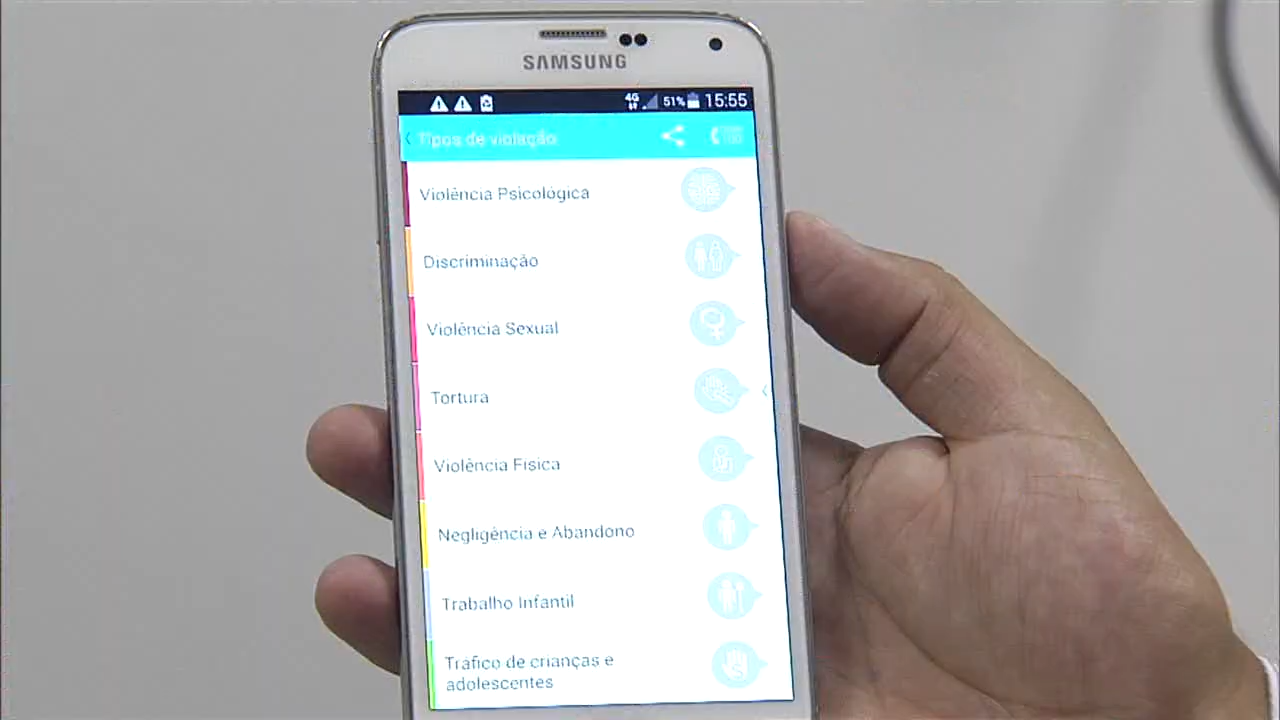 SAMSUNG
4G 51% 15:55
Tipos de violação
Violência Psicológica
Discriminação
Violência Sexual
Tortura
Violência Física
Negligência e Abandono
Trabalho Infantil
Tráfico de crianças e
adolescentes